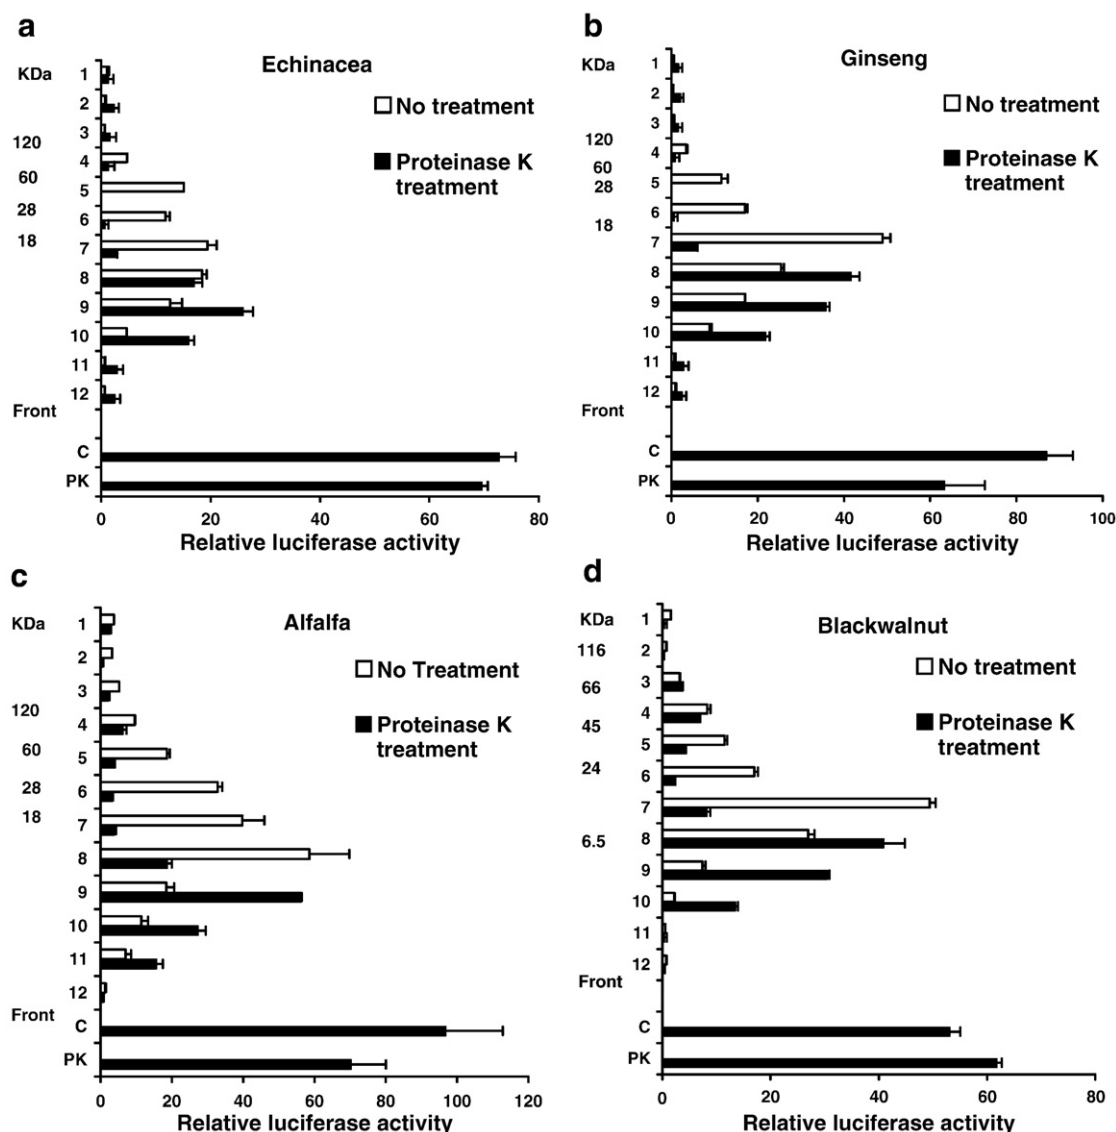 a
Echinacea
KDa
1
2
3
120
4
60
5
28
6
18
7
8
9
10
11
12
Front
C
PK
No treatment
Proteinase K
treatment
0 20 40 60 80
Relative luciferase activity
b
Ginseng
KDa
1
2
3
120
4
60
28
5
6
18
7
8
9
10
11
12
Front
C
PK
No treatment
Proteinase K
treatment
0 20 40 60 80 100
Relative luciferase activity
c
Alfalfa
KDa
1
2
3
120
4
60
5
28
6
18
7
8
9
10
11
12
Front
C
PK
No Treatment
Proteinase K
treatment
0 20 40 60 80 100 120
Relative luciferase activity
d
Blackwalnut
KDa
1
116
2
66
3
45
4
5
24
6
7
6.5
8
9
10
11
12
Front
C
PK
No treatment
Proteinase K
treatment
0 20 40 60 80
Relative luciferase activity